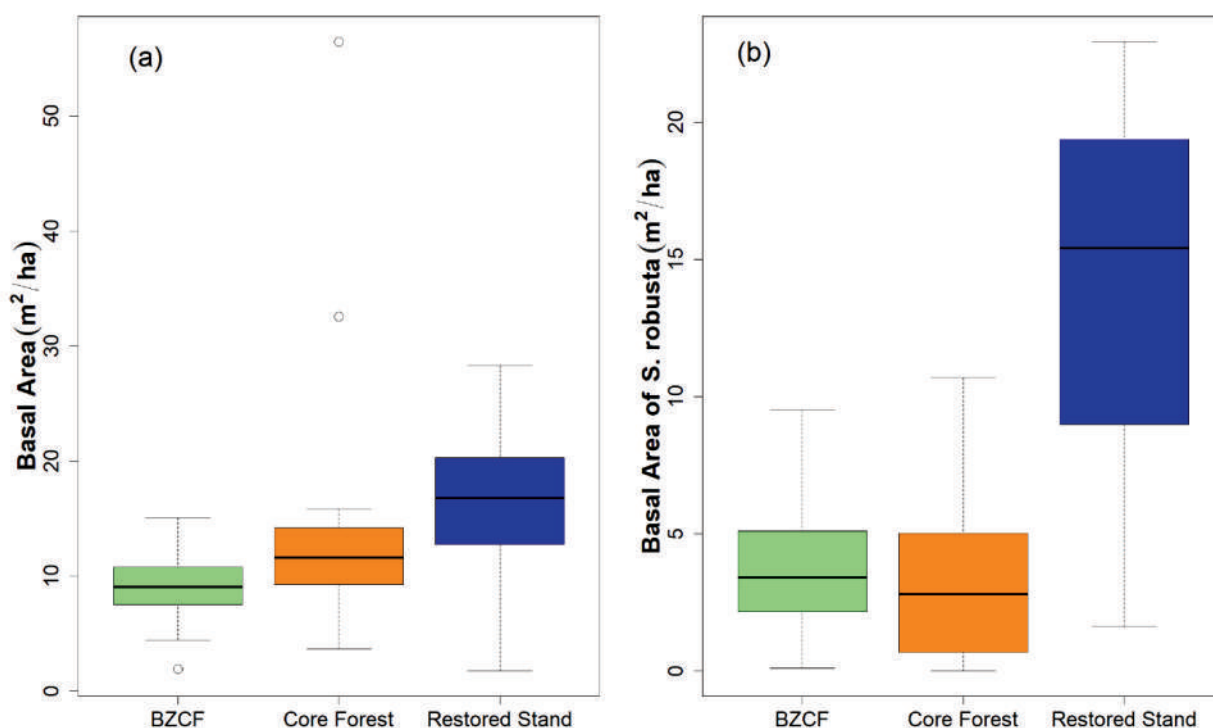 (a)
Basal Area (m²/ha)
50
40
30
20
10
0
BZCF
Core Forest
Restored Stand
(b)
Basal Area of S. robusta (m²/ha)
20
15
10
5
0
BZCF
Core Forest
Restored Stand